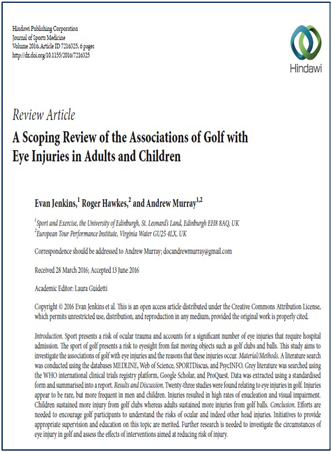 Hindawi Publishing Corporation
Journal of Sports Medicine
Volume 2016, Article ID 7216325, 6 pages
http://dx.doi.org/10.1155/2016/7216325
Hindawi
Review Article
A Scoping Review of the Associations of Golf with
Eye Injuries in Adults and Children
Evan Jenkins,1 Roger Hawkes,2 and Andrew Murray1,2
1Sport and Exercise, the University of Edinburgh, St. Leonard's Land, Edinburgh EH8 8AQ, UK
2European Tour Performance Institute, Virginia Water GU25 4LX, UK
Correspondence should be addressed to Andrew Murray; docandrewmurray@gmail.com
Received 28 March 2016; Accepted 13 June 2016
Academic Editor: Laura Guidetti
Copyright © 2016 Evan Jenkins et al. This is an open access article distributed under the Creative Commons Attribution License,
which permits unrestricted use, distribution, and reproduction in any medium, provided the original work is properly cited.
Introduction. Sport presents a risk of ocular trauma and accounts for a significant number of eye injuries that require hospital
admission. The sport of golf presents a risk to eyesight from fast moving objects such as golf clubs and balls. This study aims to
investigate the associations of golf with eye injuries and the reasons that these injuries occur. Material/Methods. A literature search
was conducted using the databases MEDLINE, Web of Science, SPORTDiscus, and PsycINFO. Grey literature was searched using
the WHO international clinical trials registry platform, Google Scholar, and ProQuest. Data was extracted using a standardised
form and summarised into a report. Results and Discussion. Twenty-three studies were found relating to eye injuries in golf. Injuries
appear to be rare, but more frequent in men and children. Injuries resulted in high rates of enucleation and visual impairment.
Children sustained more injury from golf clubs whereas adults sustained more injuries from golf balls. Conclusion. Efforts are
needed to encourage golf participants to understand the risks of ocular and indeed other head injuries. Initiatives to provide
appropriate supervision and education on this topic are merited. Further research is needed to investigate the circumstances of
eye injury in golf and assess the effects of interventions aimed at reducing risk of injury.